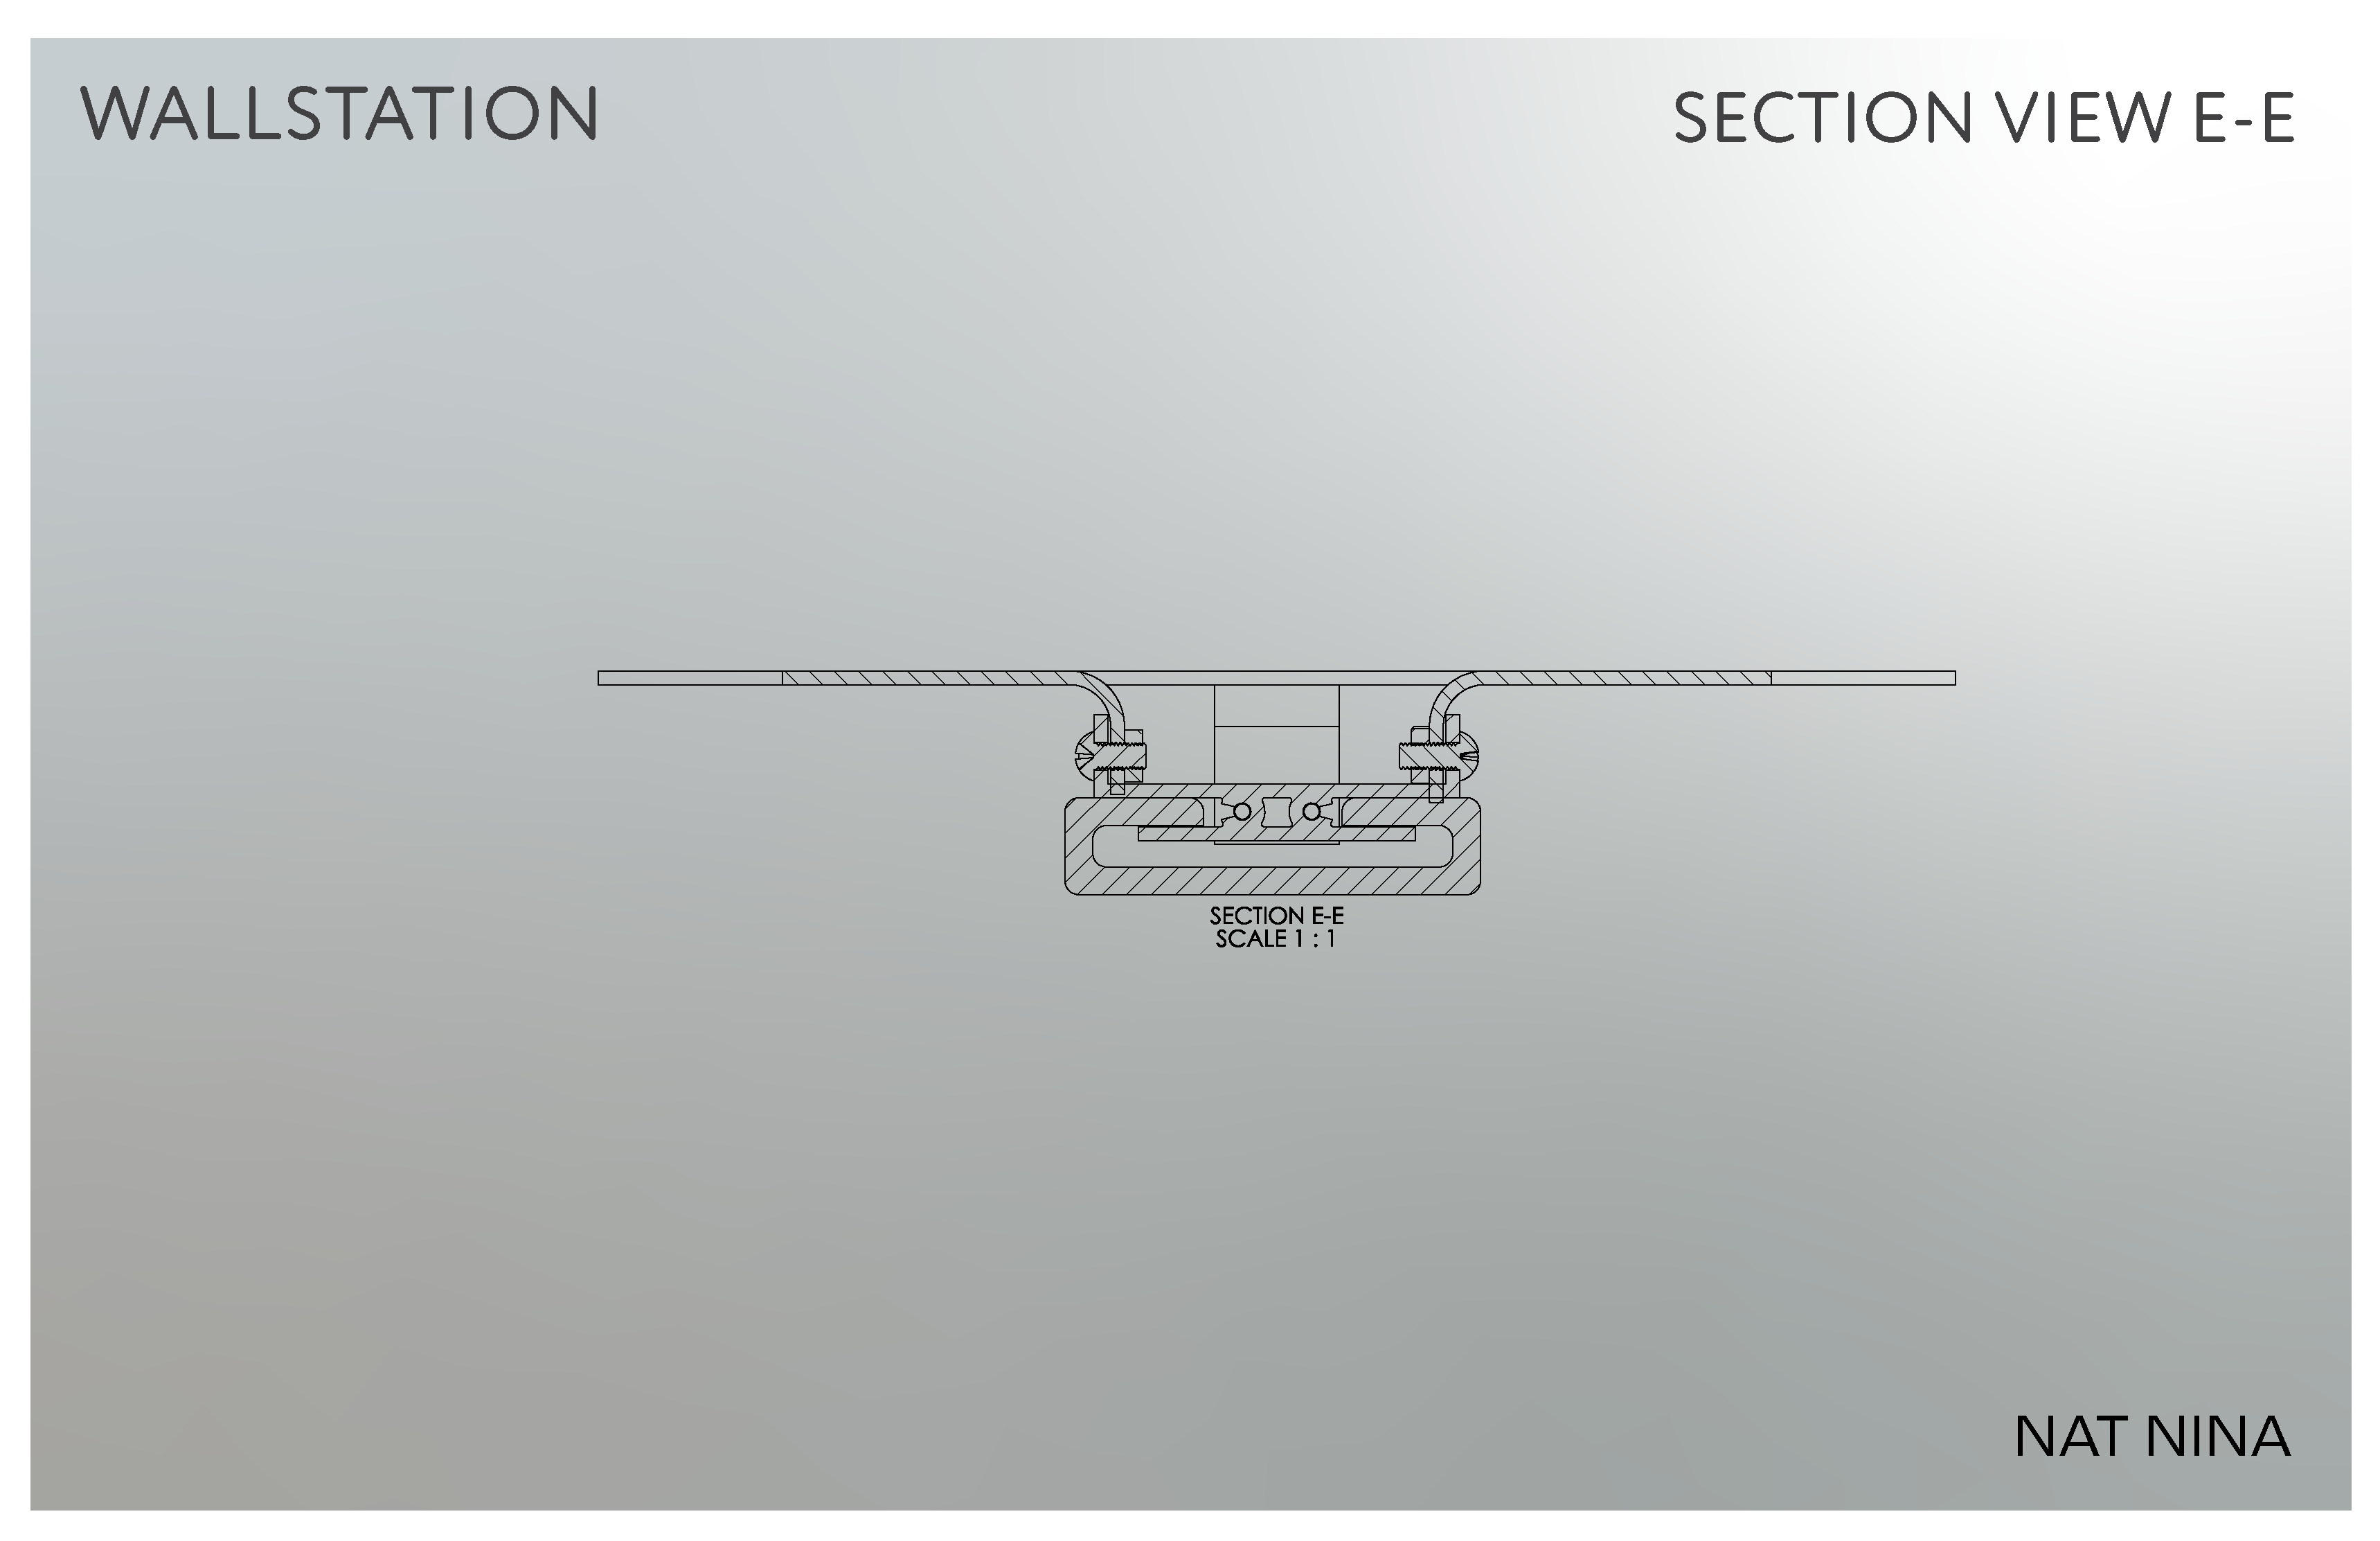 WALLSTATION
SECTION VIEW E-E
SECTION E-E
SCALE 1 : 1
NAT NINA